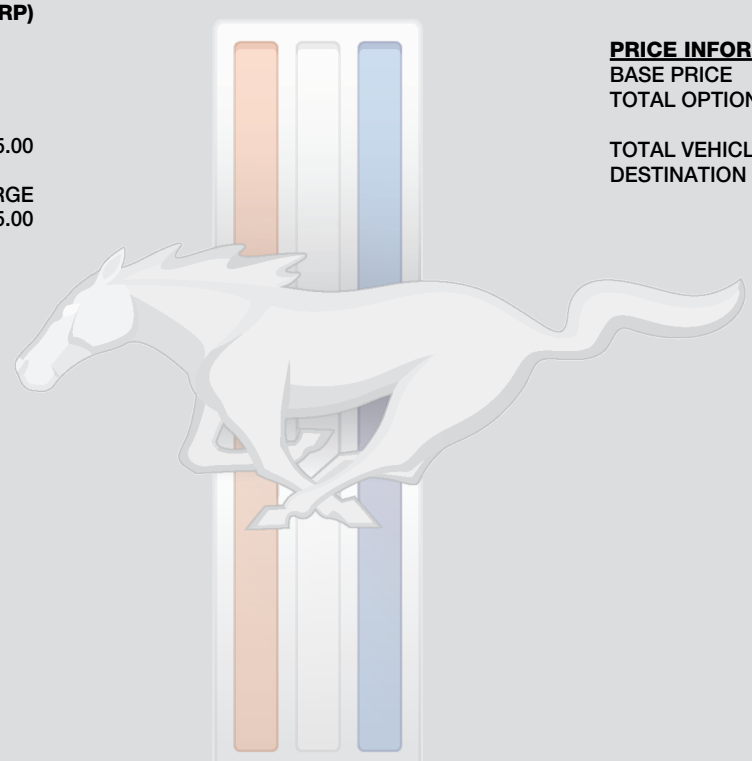 RP)
5.00
RGE
5.00
PRICE INFOR
BASE PRICE
TOTAL OPTION
TOTAL VEHICL
DESTINATION